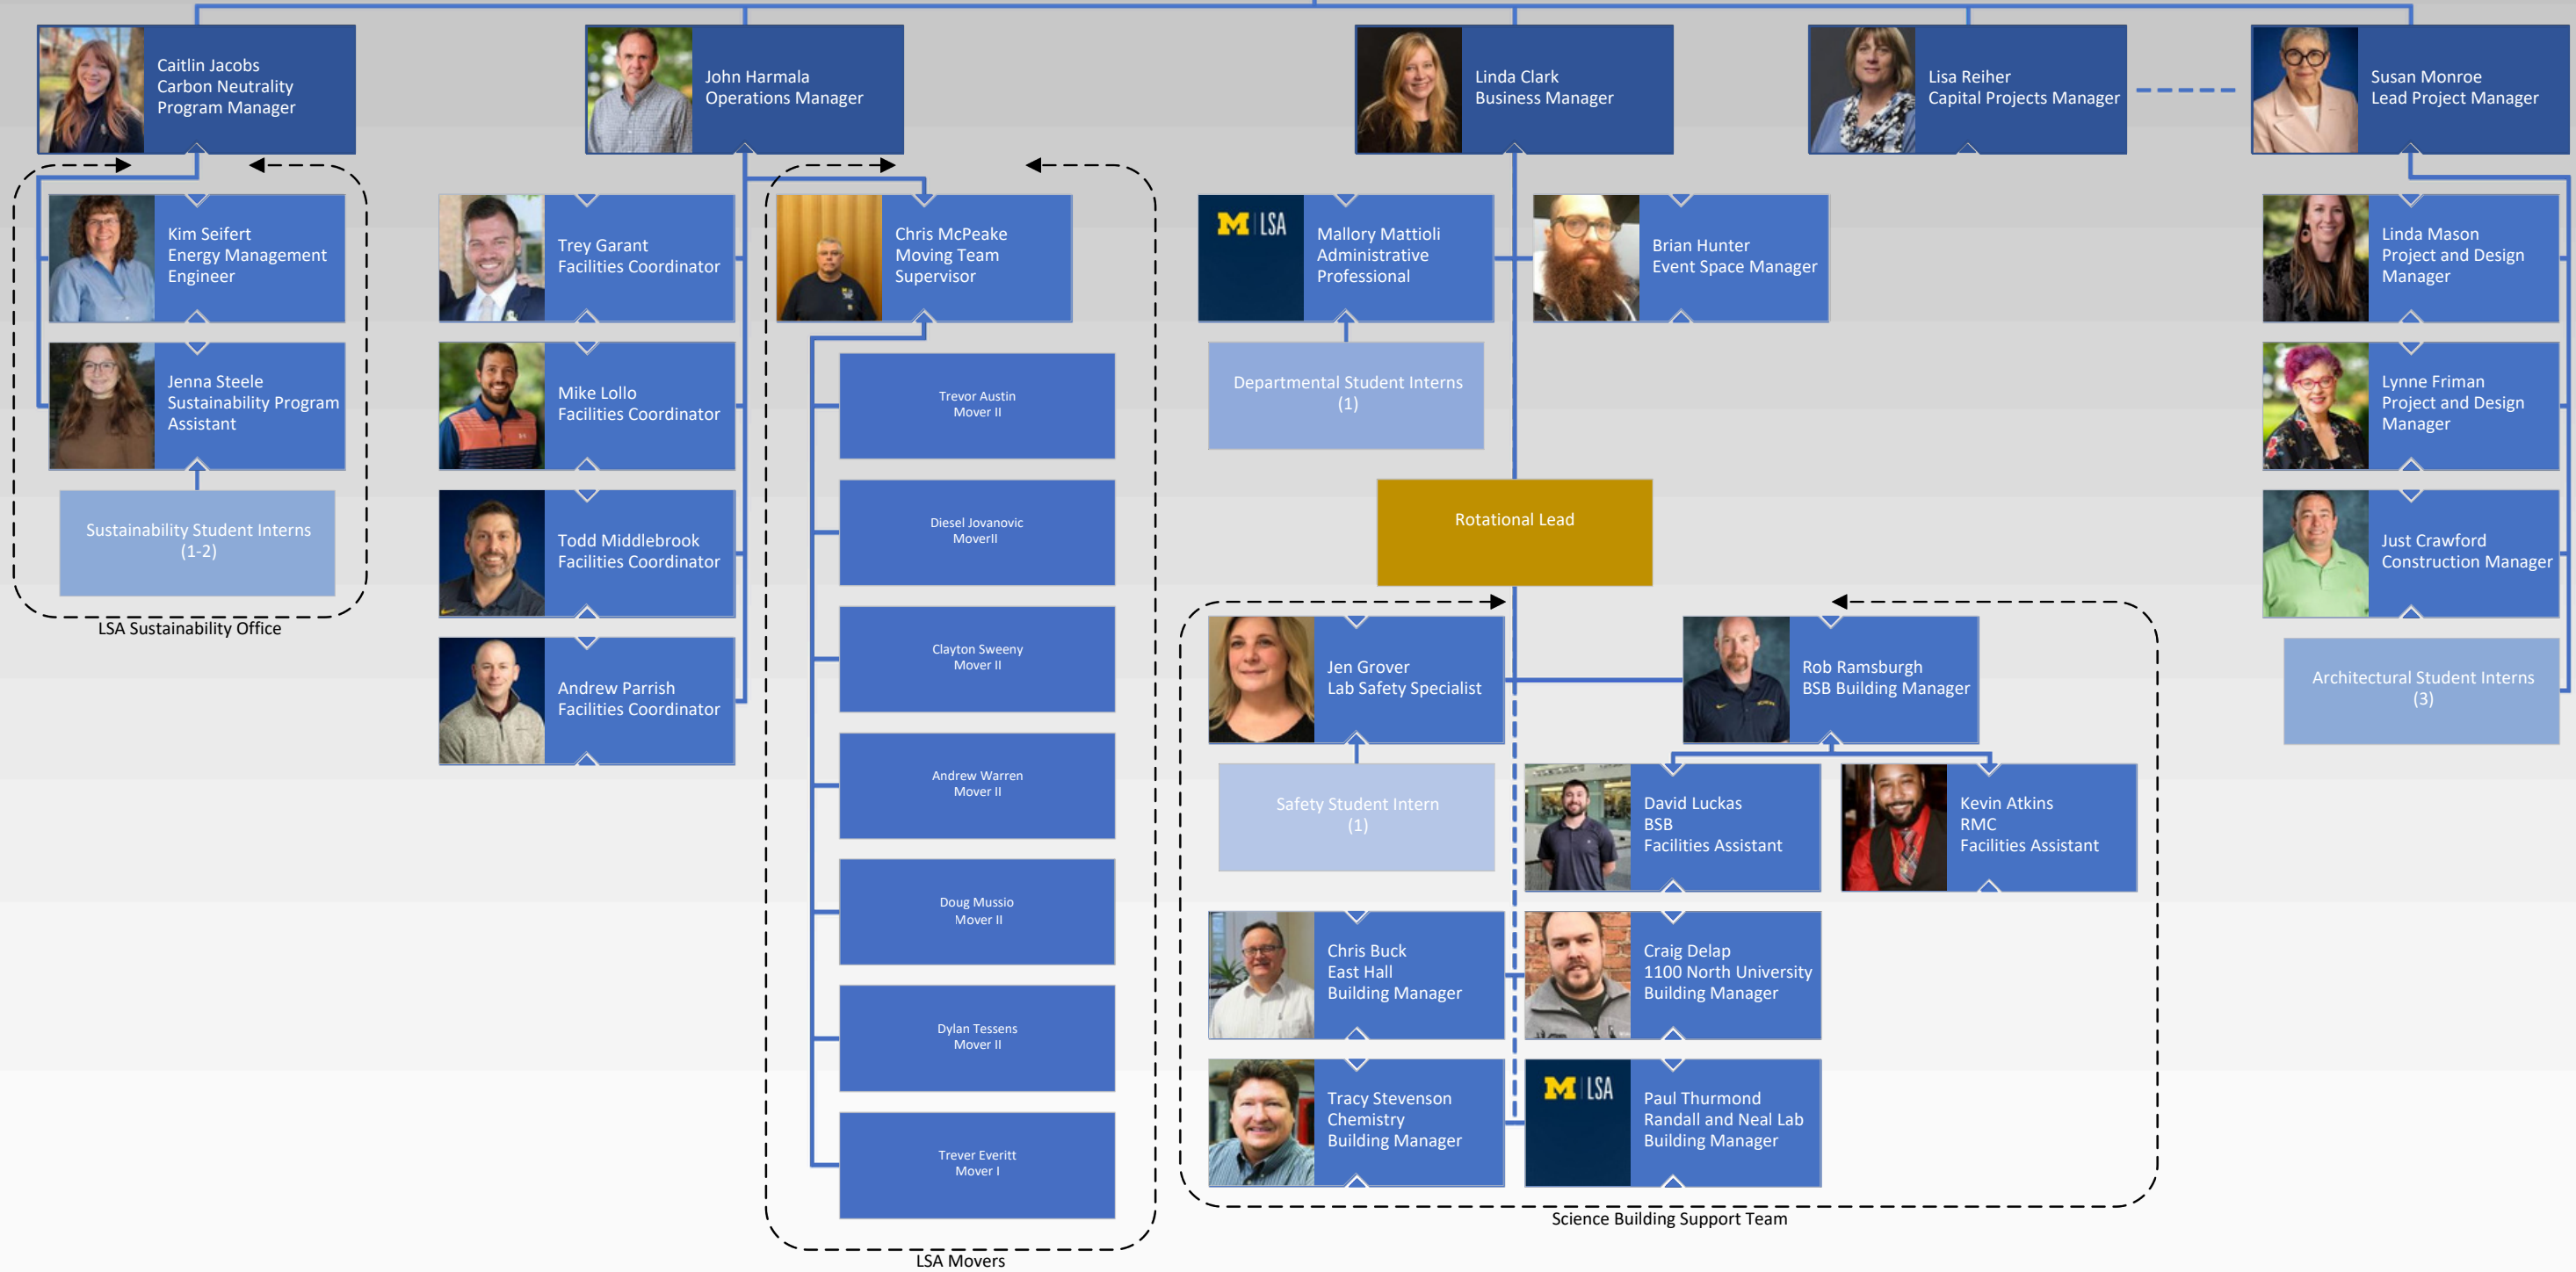 Caitlin Jacobs
Carbon Neutrality
Program Manager
John Harmala
Operations Manager
Linda Clark
Business Manager
Lisa Reiher
Capital Projects Manager
Susan Monroe
Lead Project Manager
Kim Seifert
Energy Management
Engineer
Jenna Steele
Sustainability Program
Assistant
Sustainability Student Interns
(1-2)
LSA Sustainability Office
Trey Garant
Facilities Coordinator
Mike Lollo
Facilities Coordinator
Todd Middlebrook
Facilities Coordinator
Andrew Parrish
Facilities Coordinator
Chris McPeake
Moving Team
Supervisor
Trevor Austin
Mover II
Diesel Jovanovic
MoverII
Clayton Sweeny
Mover II
Andrew Warren
Mover II
Doug Mussio
Mover II
Dylan Tessens
Mover II
Trever Everitt
Mover I
LSA Movers
M LSA
Mallory Mattioli
Administrative
Professional
Brian Hunter
Event Space Manager
Departmental Student Interns
(1)
Rotational Lead
Jen Grover
Lab Safety Specialist
Rob Ramsburgh
BSB Building Manager
Safety Student Intern
(1)
David Luckas
BSB
Facilities Assistant
Kevin Atkins
RMC
Facilities Assistant
Chris Buck
East Hall
Building Manager
Craig Delap
1100 North University
Building Manager
Tracy Stevenson
Chemistry
Building Manager
M LSA
Paul Thurmond
Randall and Neal Lab
Building Manager
Science Building Support Team
Linda Mason
Project and Design
Manager
Lynne Friman
Project and Design
Manager
Just Crawford
Construction Manager
Architectural Student Interns
(3)